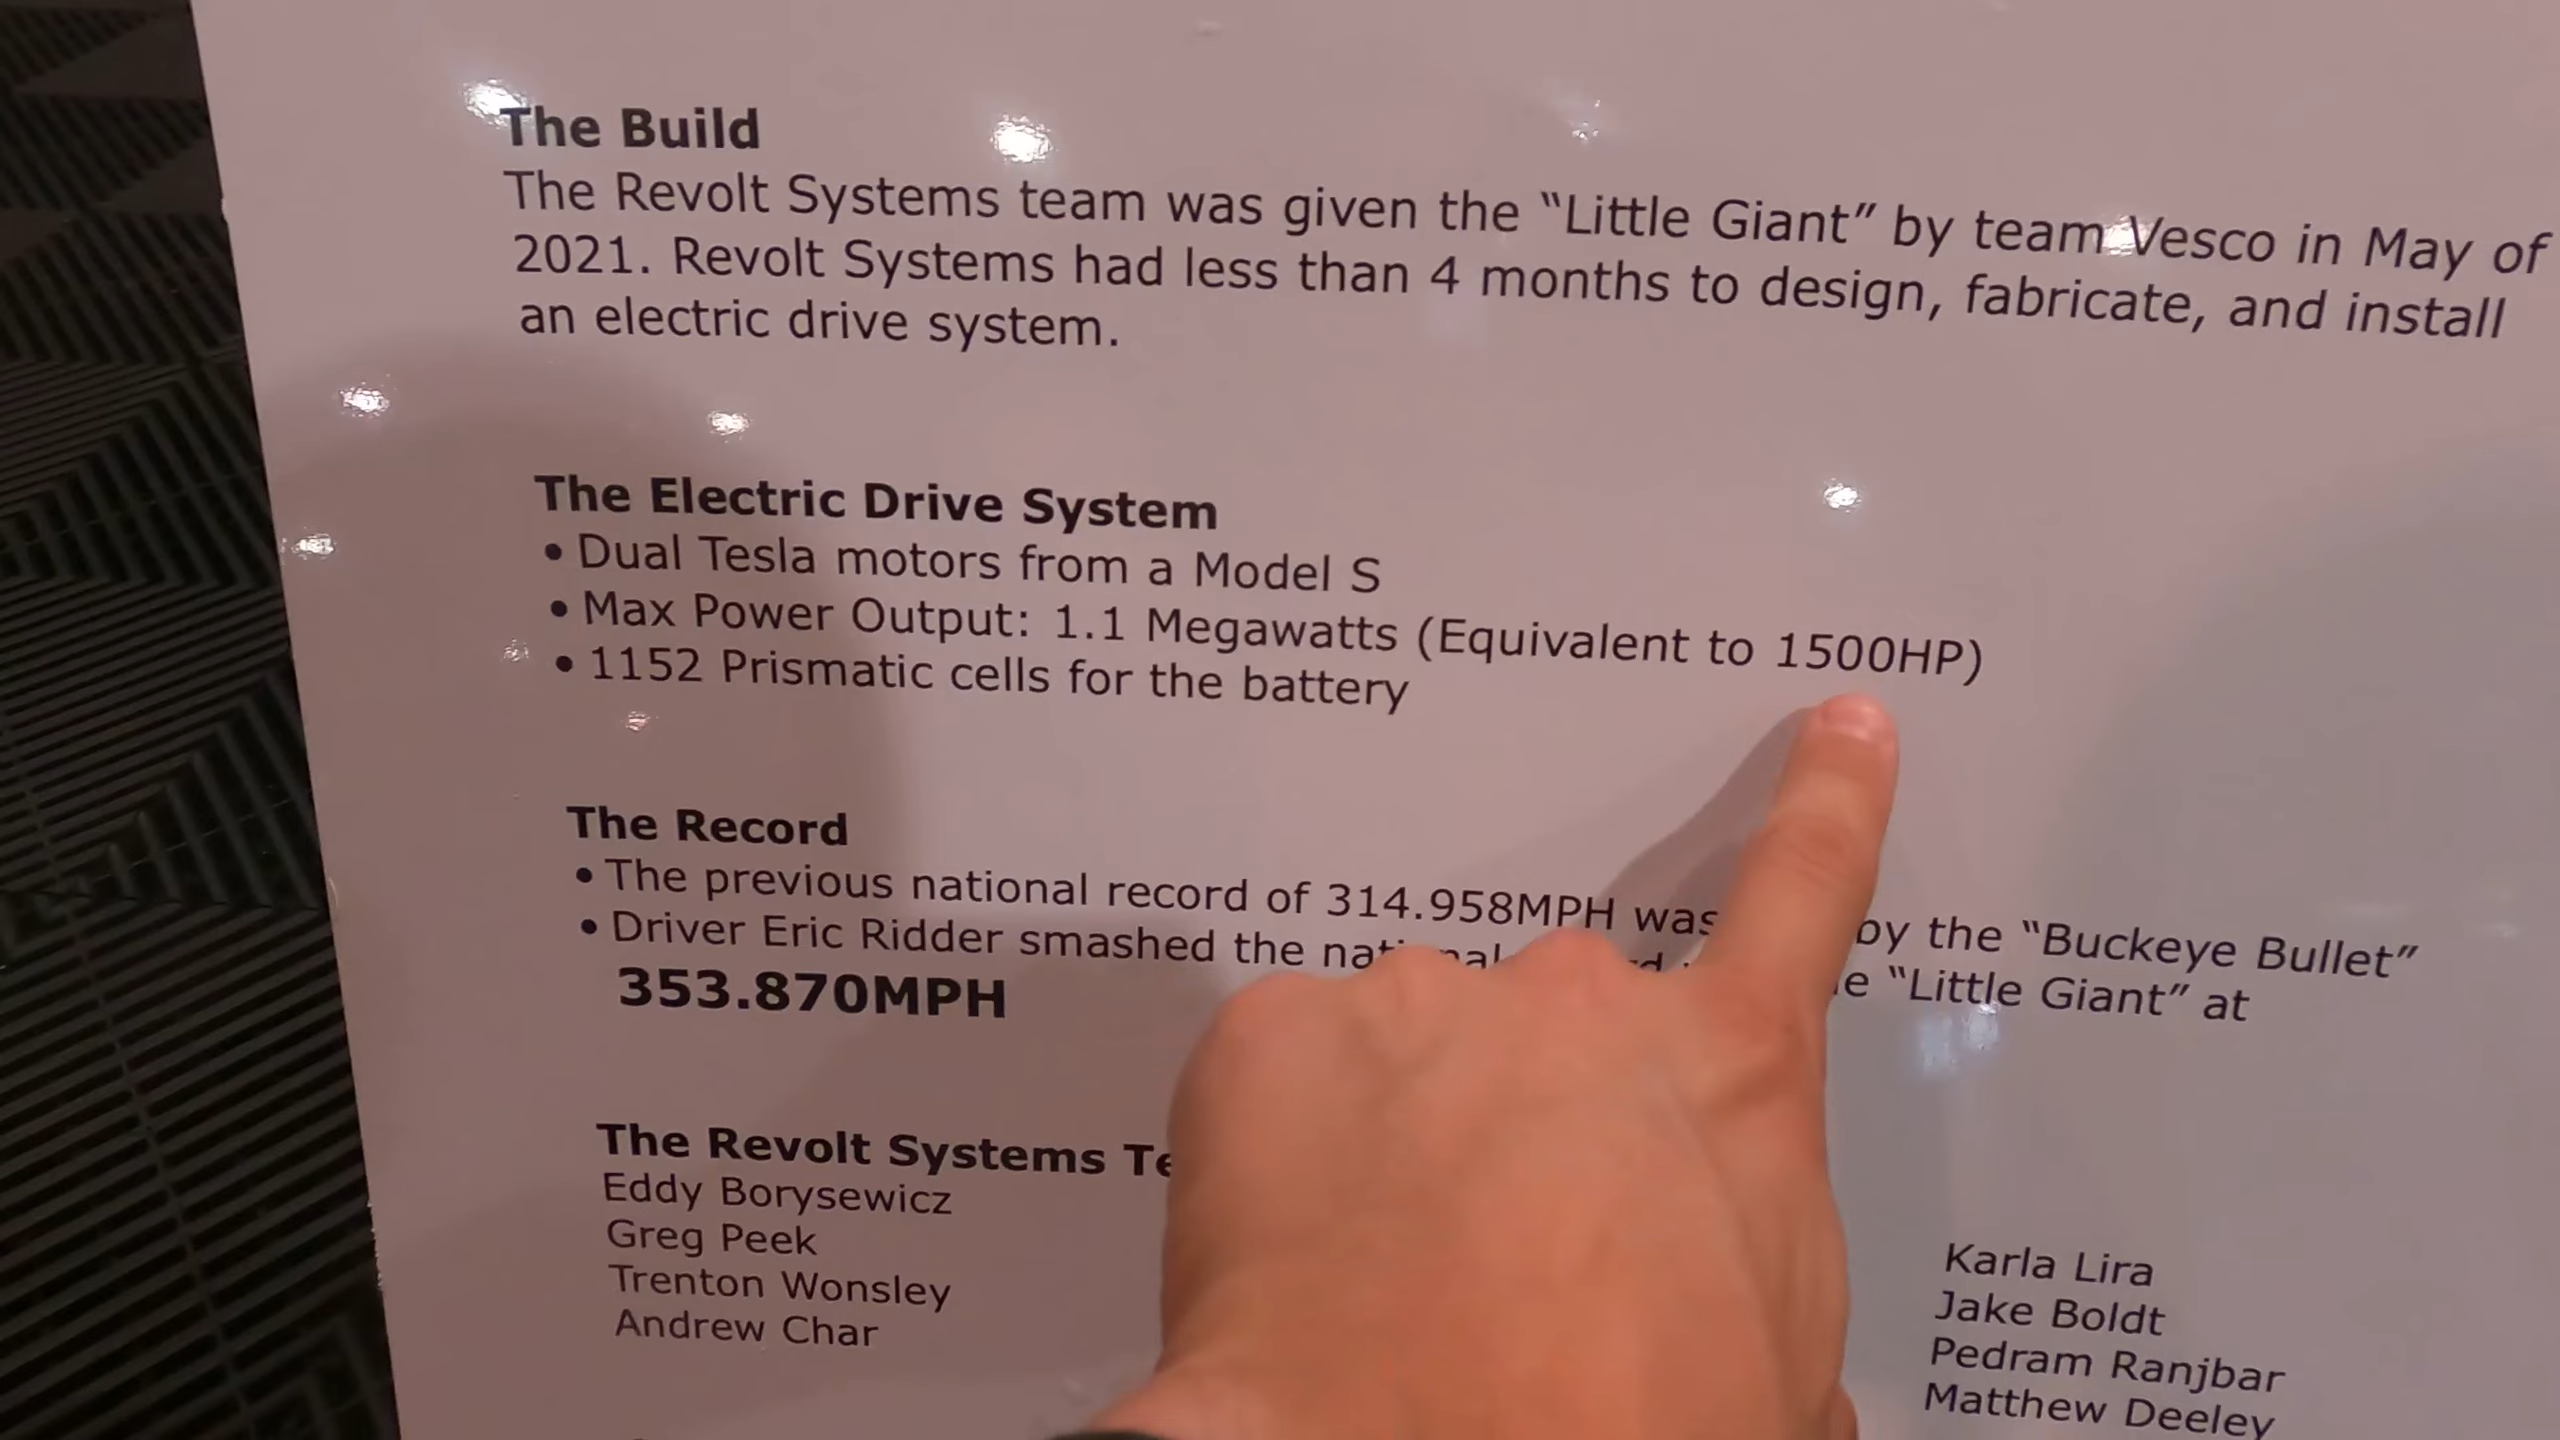 The Build
The Revolt Systems team was given the “Little Giant” by team Vesco in May of
2021. Revolt Systems had less than 4 months to design, fabricate, and install
an electric drive system.
The Electric Drive System
• Dual Tesla motors from a Model S
• Max Power Output: 1.1 Megawatts (Equivalent to 1500HP)
• 1152 Prismatic cells for the battery
The Record
• The previous national record of 314.958MPH was by the “Buckeye Bullet”
• Driver Eric Ridder smashed the “Little Giant” at
353.870MPH
The Revolt Systems
Eddy Borysewicz
Greg Peek
Trenton Wonsley
Andrew Char
Karla Lira
Jake Boldt
Pedram Ranjbar
Matthew Deeley